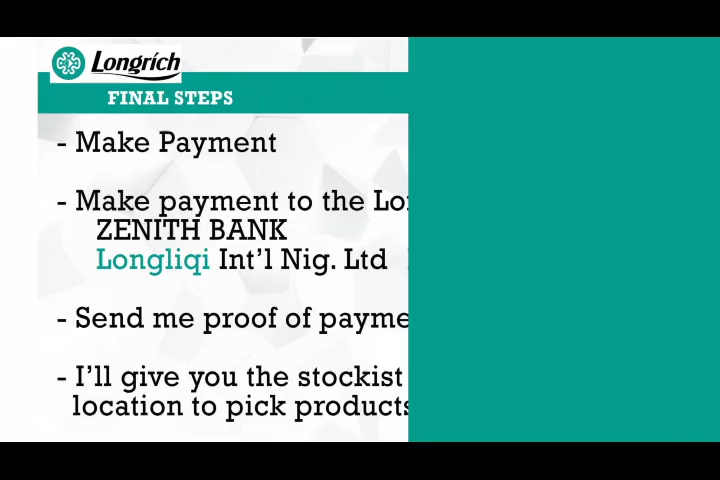 Longrich
FINAL STEPS
- Make Payment
- Make payment to the
ZENITH BANK
Longliqi Int'l Nig. Ltd
- Send me proof of
- I'll give you the stockist
location to pick products